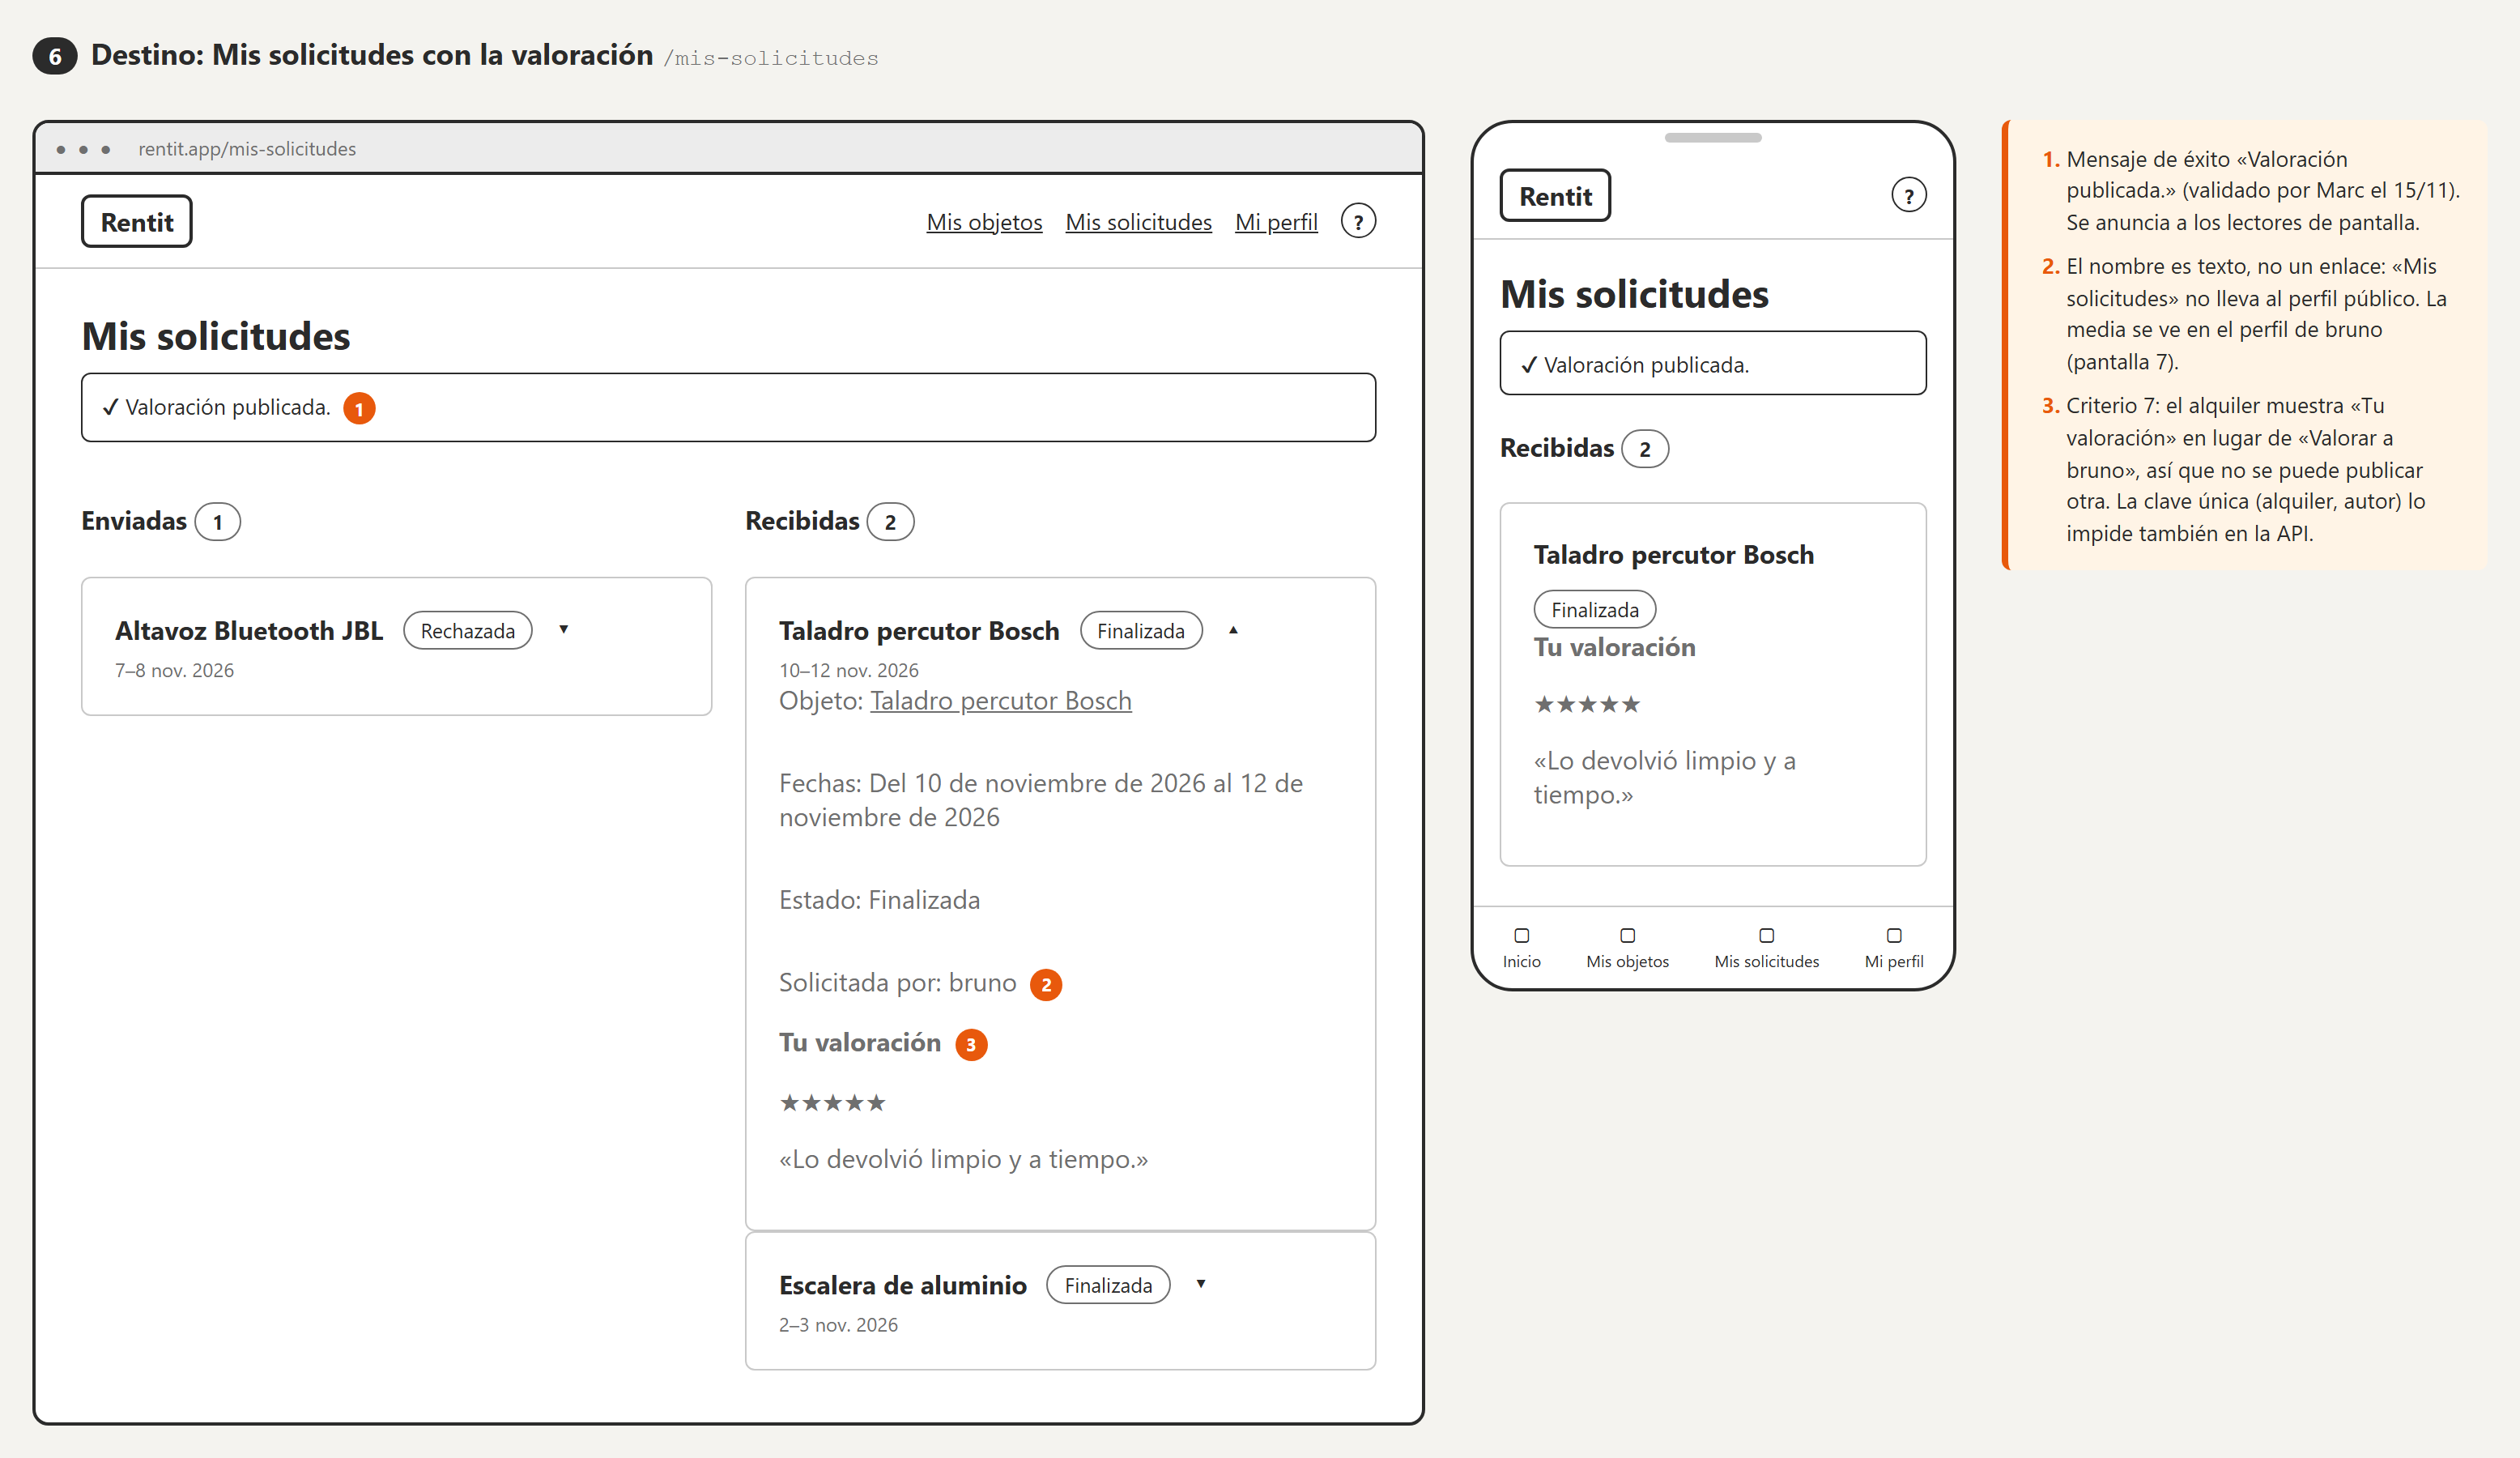 6 Destino: Mis solicitudes con la valoración /mis-solicitudes
rentit.app/mis-solicitudes
Rentit
Mis objetos Mis solicitudes Mi perfil ?
Mis solicitudes
✓ Valoración publicada. 1
Enviadas 1
Altavoz Bluetooth JBL Rechazada ▼
7–8 nov. 2026
Recibidas 2
Taladro percutor Bosch Finalizada ▲
10–12 nov. 2026
Objeto: Taladro percutor Bosch
Fechas: Del 10 de noviembre de 2026 al 12 de
noviembre de 2026
Estado: Finalizada
Solicitada por: bruno 2
Tu valoración 3
★★★★★
«Lo devolvió limpio y a tiempo.»
Escalera de aluminio Finalizada ▼
2–3 nov. 2026
Rentit ?
Mis solicitudes
✓ Valoración publicada.
Recibidas 2
Taladro percutor Bosch
Finalizada
Tu valoración
★★★★★
«Lo devolvió limpio y a
tiempo.»
Inicio Mis objetos Mis solicitudes Mi perfil
1. Mensaje de éxito «Valoración
publicada.» (validado por Marc el 15/11).
Se anuncia a los lectores de pantalla.
2. El nombre es texto, no un enlace: «Mis
solicitudes» no lleva al perfil público. La
media se ve en el perfil de bruno
(pantalla 7).
3. Criterio 7: el alquiler muestra «Tu
valoración» en lugar de «Valorar a
bruno», así que no se puede publicar
otra. La clave única (alquiler, autor) lo
impide también en la API.